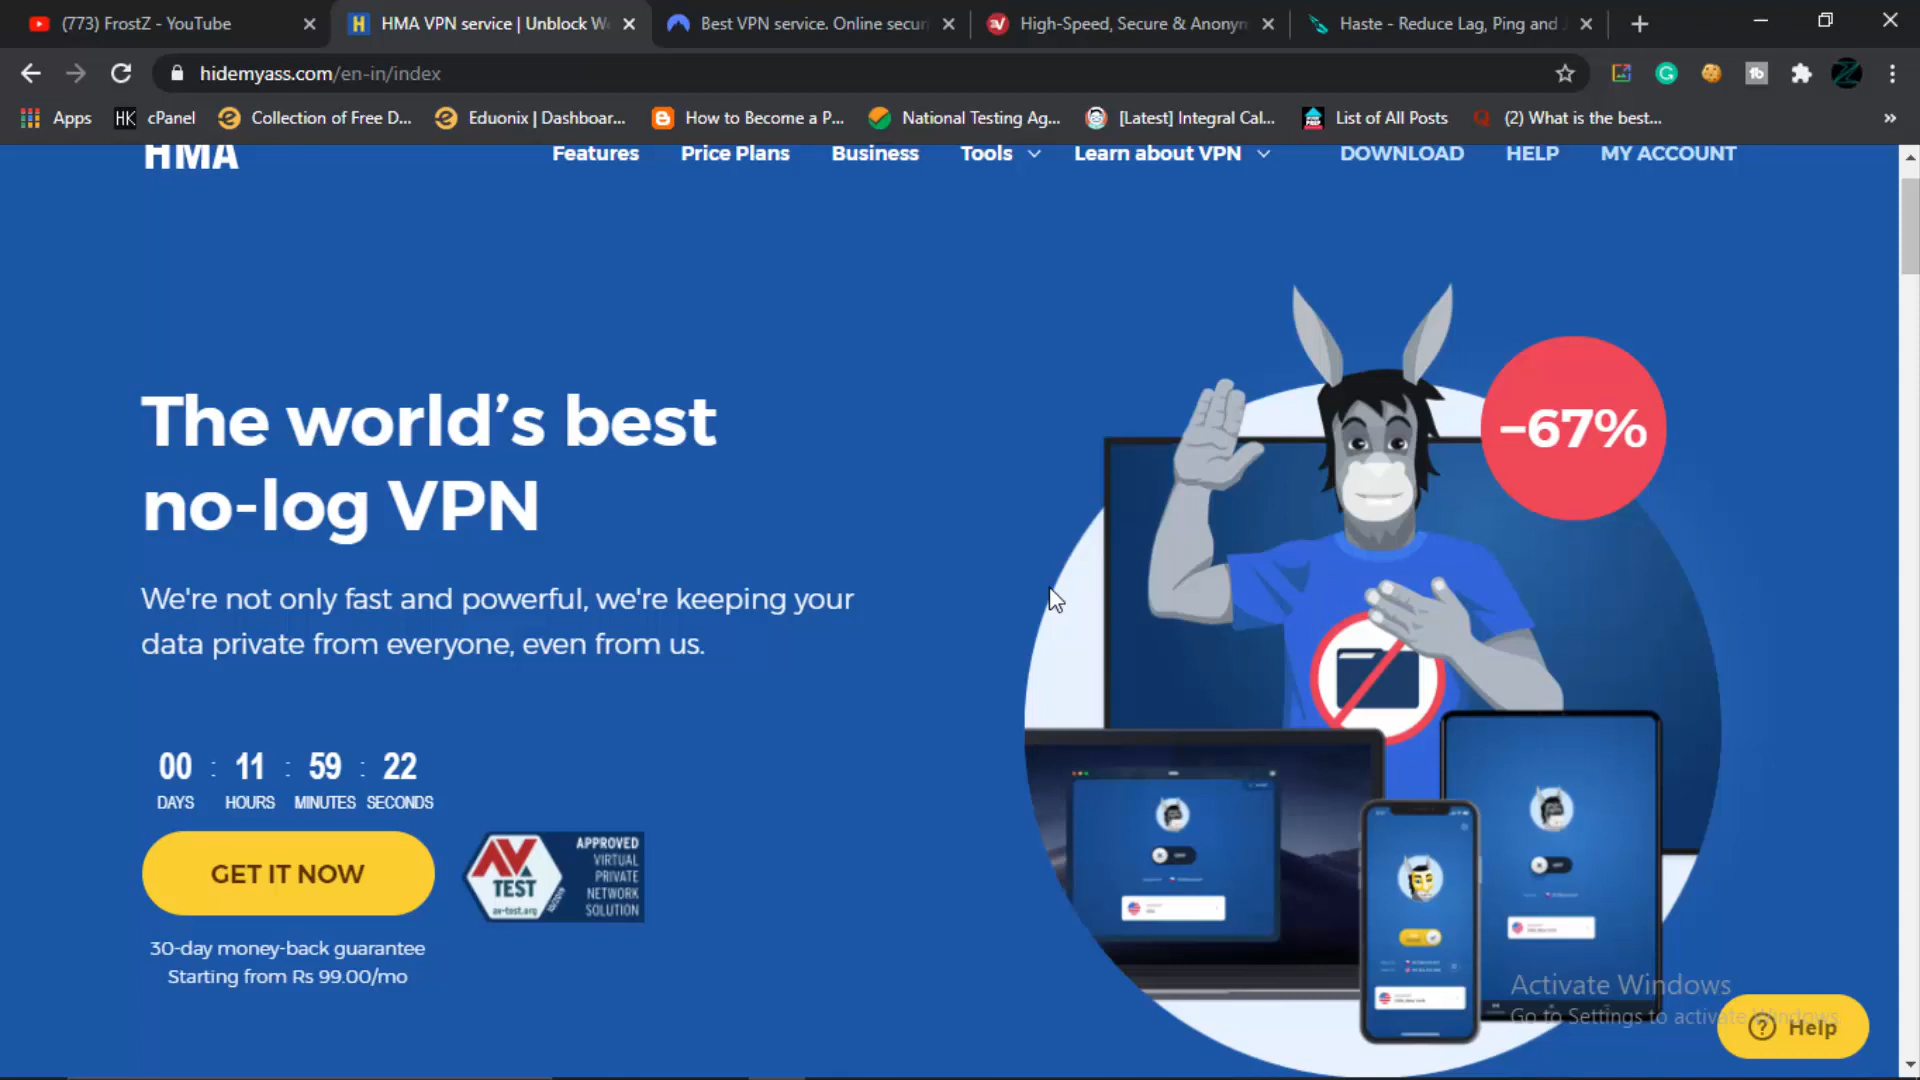 (773) FrostZ - YouTube
HMA VPN service | Unblock W
Best VPN service. Online secur
High-Speed, Secure & Anonym
Haste - Reduce Lag, Ping and J
hidemyass.com/en-in/index
Apps
HK cPanel
Collection of Free D...
Eduonix | Dashboar...
How to Become a P...
National Testing Ag...
[Latest] Integral Cal...
List of All Posts
(2) What is the best...
HMA
Features
Price Plans
Business
Tools
Learn about VPN
DOWNLOAD
HELP
MY ACCOUNT
-67%
The world's best
no-log VPN
We're not only fast and powerful, we're keeping your
data private from everyone, even from us.
00 : 11 : 59 : 22
DAYS HOURS MINUTES SECONDS
GET IT NOW
AV
TEST
av-test.org
APPROVED
VIRTUAL
PRIVATE
NETWORK
SOLUTION
30-day money-back guarantee
Starting from Rs 99.00/mo
Activate Windows
Go to Settings to activate Windows.
Help